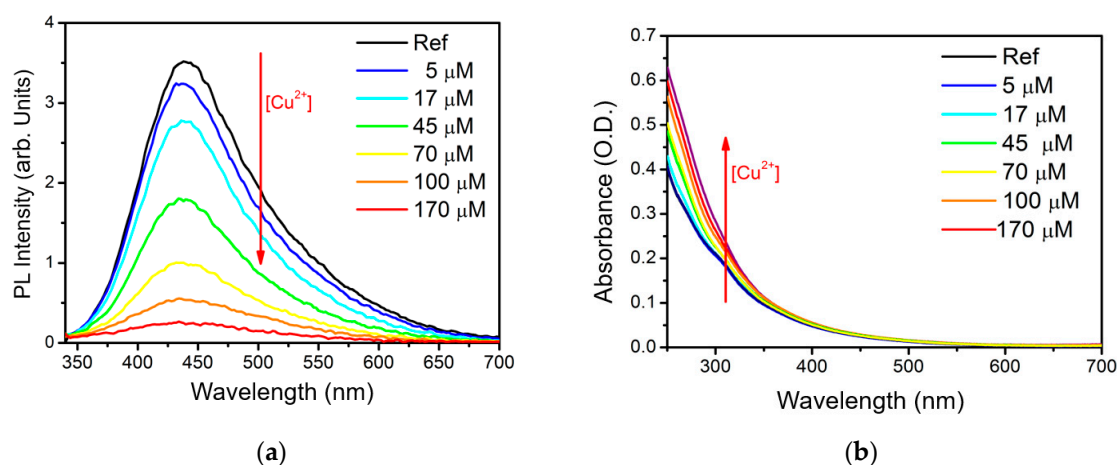 4
3
2
1
0
PL Intensity (arb. Units)
350
400
450
500
550
600
650
700
Wavelength (nm)
Ref
5 μM
17 μM
45 μM
70 μM
100 μM
170 μM
[Cu²⁺]
(a)
0.7
0.6
0.5
0.4
0.3
0.2
0.1
0.0
Absorbance (O.D.)
300
400
500
600
700
Wavelength (nm)
Ref
5 μM
17 μM
45 μM
70 μM
100 μM
170 μM
[Cu²⁺]
(b)